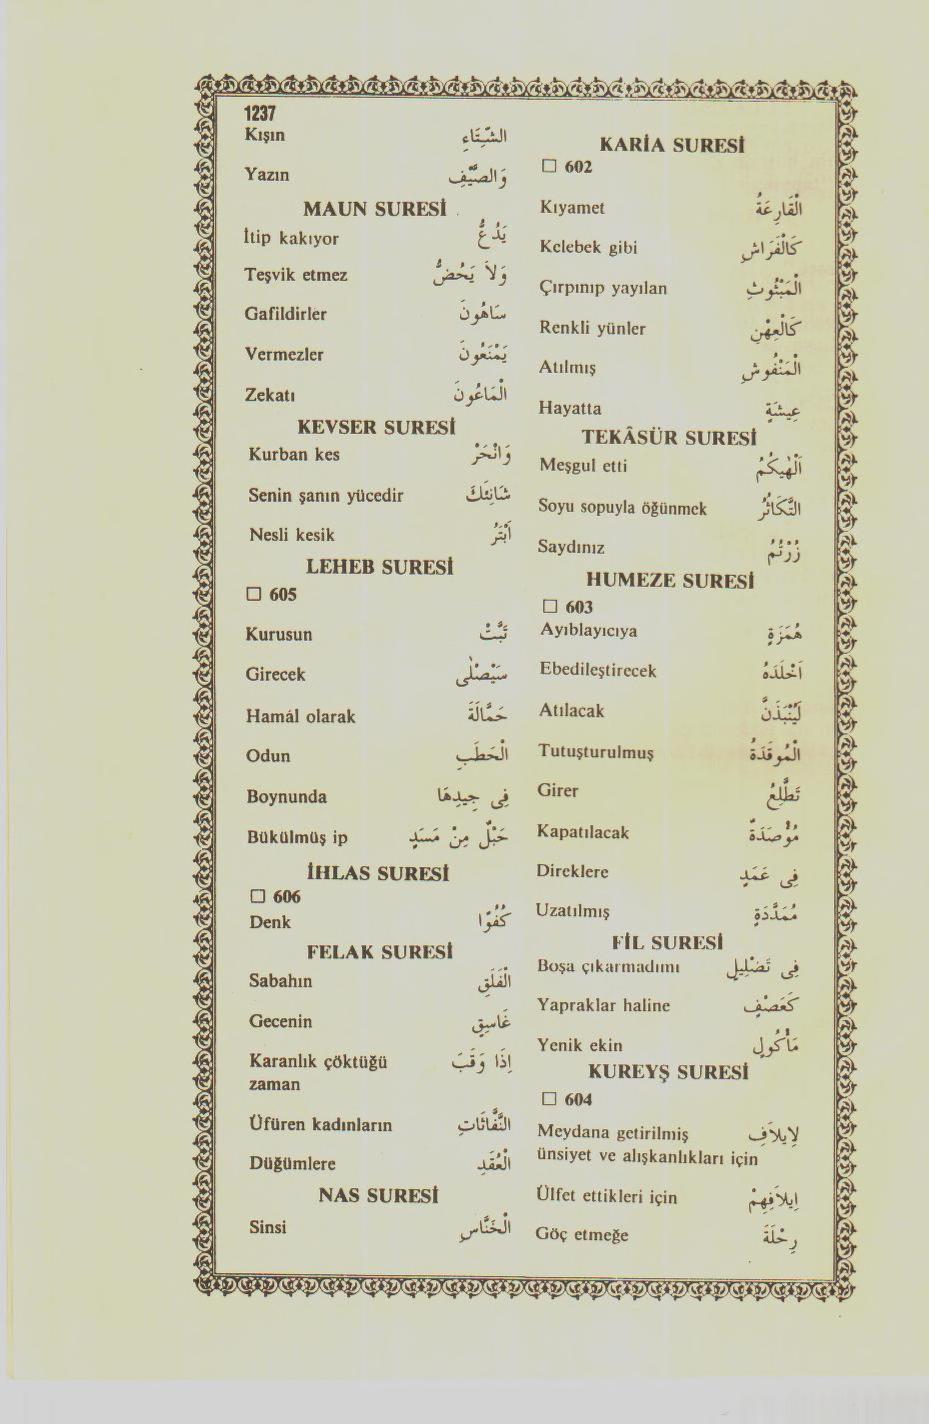 1237
KARİA SURESİ
□ 602
Kıyamet الْقَارِعَةُ
Kelebek gibi كَالْفَرَاشِ
Çırpınıp yayılan الْمَبْثُوثِ
Renkli yünler كَالْعِهْنِ
Atılmış الْمَنْفُوشِ
Hayatta عِيشَةٍ
TEKÂSÜR SURESİ
Meşgul etti اَلْهٰيكُمُ
Soyu sopuyla öğünmek التَّكَاثُرُ
Saydınız زُرْتُمُ
HUMEZE SURESİ
□ 603
Ayıblayıcıya هُمَزَةٍ
Ebedileştirecek اَخْلَدَهُ
Atılacak لَيُنْبَذَنَّ
Tutuşturulmuş الْمُوقَدَةُ
Girer تَطَّلِعُ
Kapatılacak مُؤْصَدَةٌ
Direklere فِى عَمَدٍ
Uzatılmış مُمَدَّدَةٍ
FİL SURESİ
Boşa çıkarmadımı فِى تَضْلِيلٍ
Yapraklar haline كَعَصْفٍ
Yenik ekin مَأْكُولٍ
KUREYŞ SURESİ
□ 604
Meydana getirilmiş لِايلَافِ
ünsiyet ve alışkanlıkları için
Ülfet ettikleri için اِيلَافِهِمْ
Göç etmeğe رِحْلَةَ
Kışın الشِّتَاءِ
Yazın وَالصَّيْفِ
MAUN SURESİ
İtip kakıyor يَدُعُّ
Teşvik etmez وَلَا يَحُضُّ
Gafildirler سَاهُونَ
Vermezler يَمْنَعُونَ
Zekatı الْمَاعُونَ
KEVSER SURESİ
Kurban kes وَانْحَرْ
Senin şanın yücedir شَانِئَكَ
Nesli kesik اَبْتَرُ
LEHEB SURESİ
□ 605
Kurusun تَبَّتْ
Girecek سَيَصْلٰى
Hamâl olarak حَمَّالَةَ
Odun الْحَطَبِ
Boynunda فِى جِيدِهَا
Bükülmüş ip حَبْلٌ مِنْ مَسَدٍ
İHLAS SURESİ
□ 606
Denk كُفُوًا
FELAK SURESİ
Sabahın الْفَلَقِ
Gecenin غَاسِقٍ
Karanlık çöktüğü اِذَا وَقَبَ
zaman
Üfüren kadınların النَّفَّاثَاتِ
Düğümlere الْعُقَدِ
NAS SURESİ
Sinsi الْخَنَّاسِ